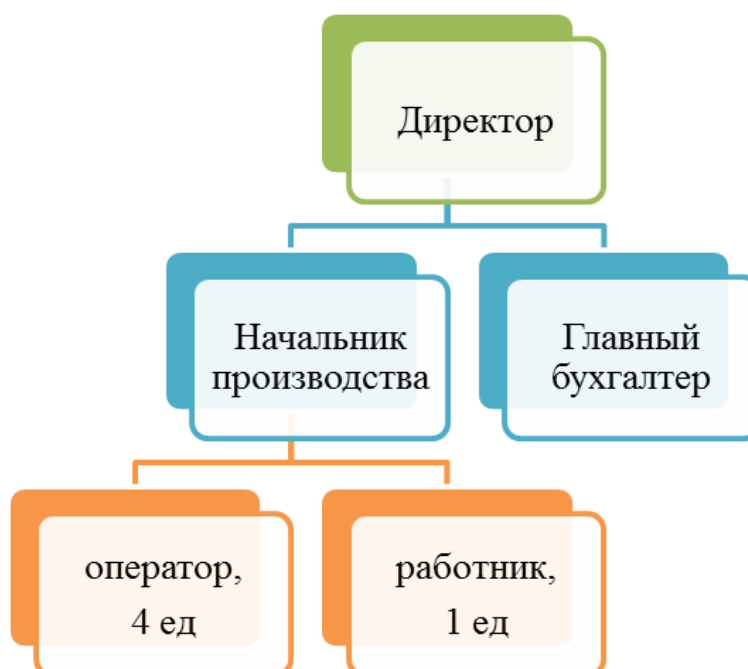 Директор
Начальник
производства
Главный
бухгалтер
оператор,
4 ед
работник,
1 ед